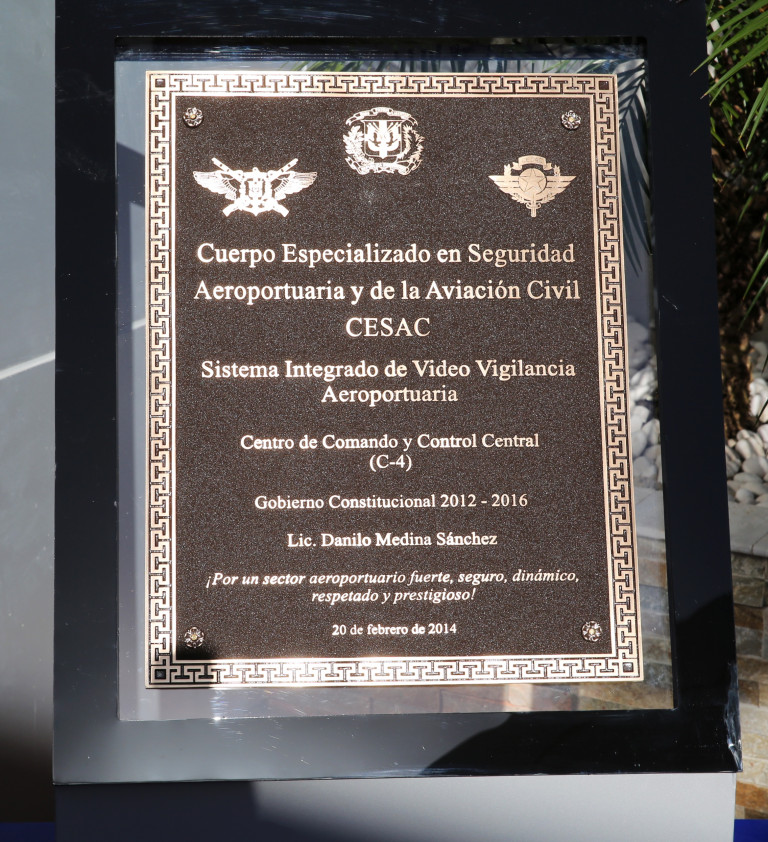 Cuerpo Especializado en Seguridad
Aeroportuaria y de la Aviación Civil
CESAC
Sistema Integrado de Video Vigilancia
Aeroportuaria
Centro de Comando y Control Central
(C-4)
Gobierno Constitucional 2012 - 2016
Lic. Danilo Medina Sánchez
¡Por un sector aeroportuario fuerte, seguro, dinámico,
respetado y prestigioso!
20 de febrero de 2014